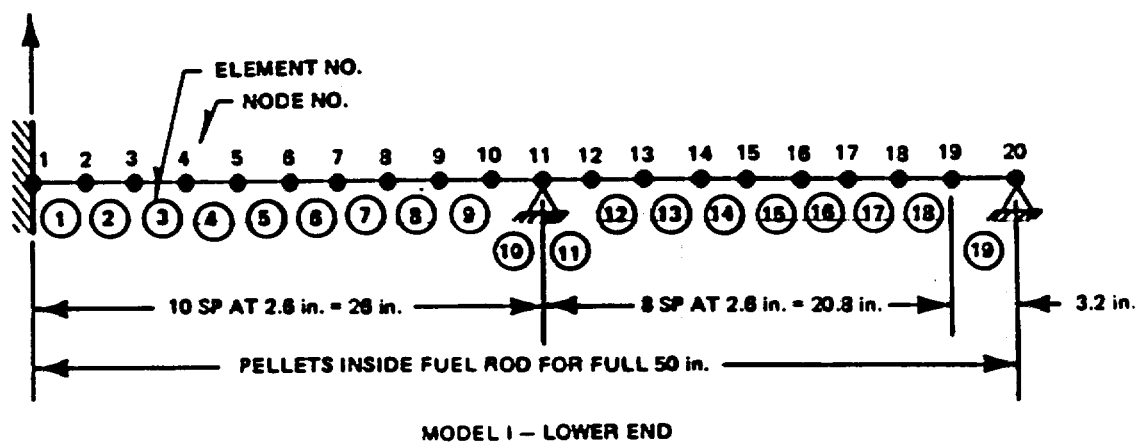 ELEMENT NO.
NODE NO.
1 2 3 4 5 6 7 8 9 10 11 12 13 14 15 16 17 18 19 20
1 2 3 4 5 6 7 8 9 12 13 14 15 16 17 18
10 11 19
10 SP AT 2.6 in. = 26 in. 8 SP AT 2.6 in. = 20.8 in. 3.2 in.
PELLETS INSIDE FUEL ROD FOR FULL 50 in.
MODEL I – LOWER END